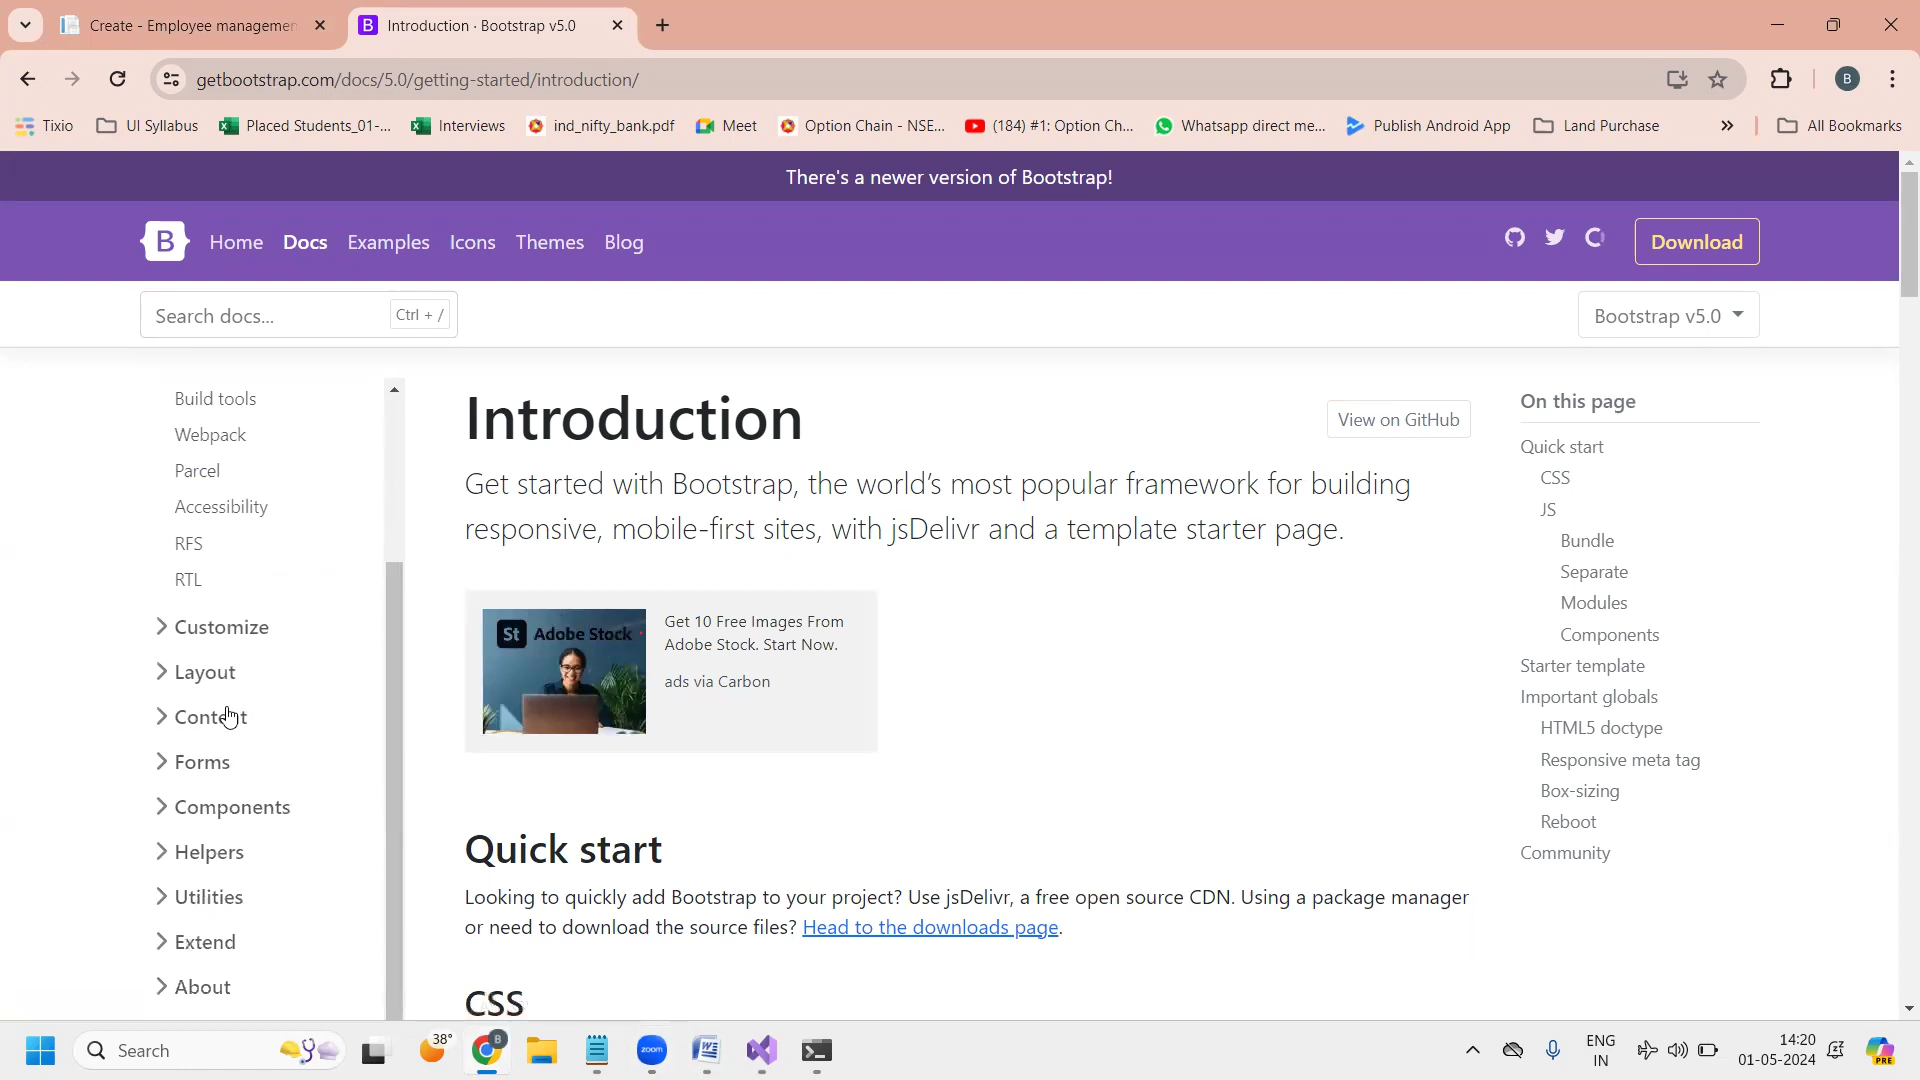 Create - Employee managemen
Introduction · Bootstrap v5.0
getbootstrap.com/docs/5.0/getting-started/introduction/
B
Tixio
UI Syllabus
Placed Students_01-...
Interviews
ind_nifty_bank.pdf
Meet
Option Chain - NSE...
(184) #1: Option Ch...
Whatsapp direct me...
Publish Android App
Land Purchase
All Bookmarks
There's a newer version of Bootstrap!
B
Home
Docs
Examples
Icons
Themes
Blog
Download
Search docs...
Ctrl + /
Bootstrap v5.0
Build tools
Webpack
Parcel
Accessibility
RFS
RTL
Customize
Layout
Content
Forms
Components
Helpers
Utilities
Extend
About
Introduction
View on GitHub
Get started with Bootstrap, the world's most popular framework for building
responsive, mobile-first sites, with jsDelivr and a template starter page.
St Adobe Stock
Get 10 Free Images From
Adobe Stock. Start Now.
ads via Carbon
Quick start
Looking to quickly add Bootstrap to your project? Use jsDelivr, a free open source CDN. Using a package manager
or need to download the source files? Head to the downloads page.
CSS
On this page
Quick start
CSS
JS
Bundle
Separate
Modules
Components
Starter template
Important globals
HTML5 doctype
Responsive meta tag
Box-sizing
Reboot
Community
Search
38°
B
zoom
ENG
IN
14:20
01-05-2024
PRE